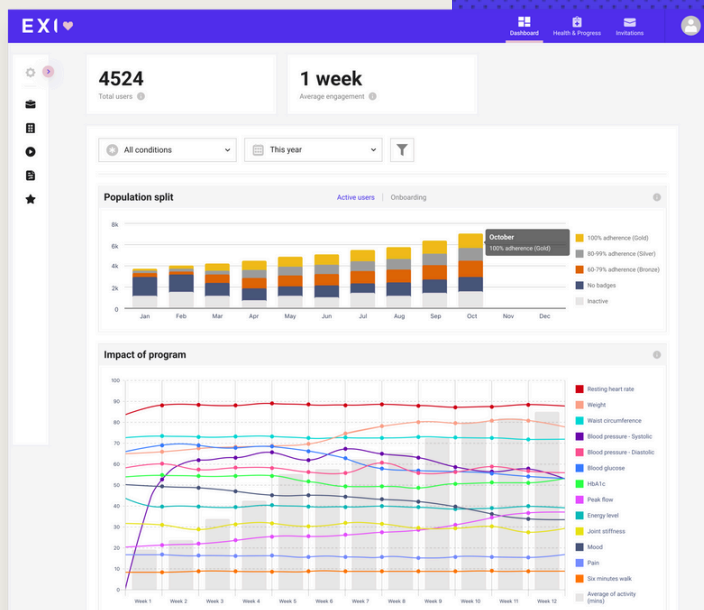 EXI
Dashboard
Health & Progress
Invitations
4524
Total users
1 week
Average engagement
All conditions
This year
Population split
Active users
Onboarding
8k
6k
4k
2k
0
Jan
Feb
Mar
Apr
May
Jun
Jul
Aug
Sep
Oct
Nov
Dec
October
100% adherence (Gold)
100% adherence (Gold)
80-99% adherence (Silver)
60-79% adherence (Bronze)
No badges
Inactive
Impact of program
100
90
80
70
60
50
40
30
20
10
0
Week 1
Week 2
Week 3
Week 4
Week 5
Week 6
Week 7
Week 8
Week 9
Week 10
Week 11
Week 12
Resting heart rate
Weight
Waist circumference
Blood pressure - Systolic
Blood pressure - Diastolic
Blood glucose
HbA1c
Peak flow
Energy level
Joint stiffness
Mood
Pain
Six minutes walk
Average of activity
(mins)